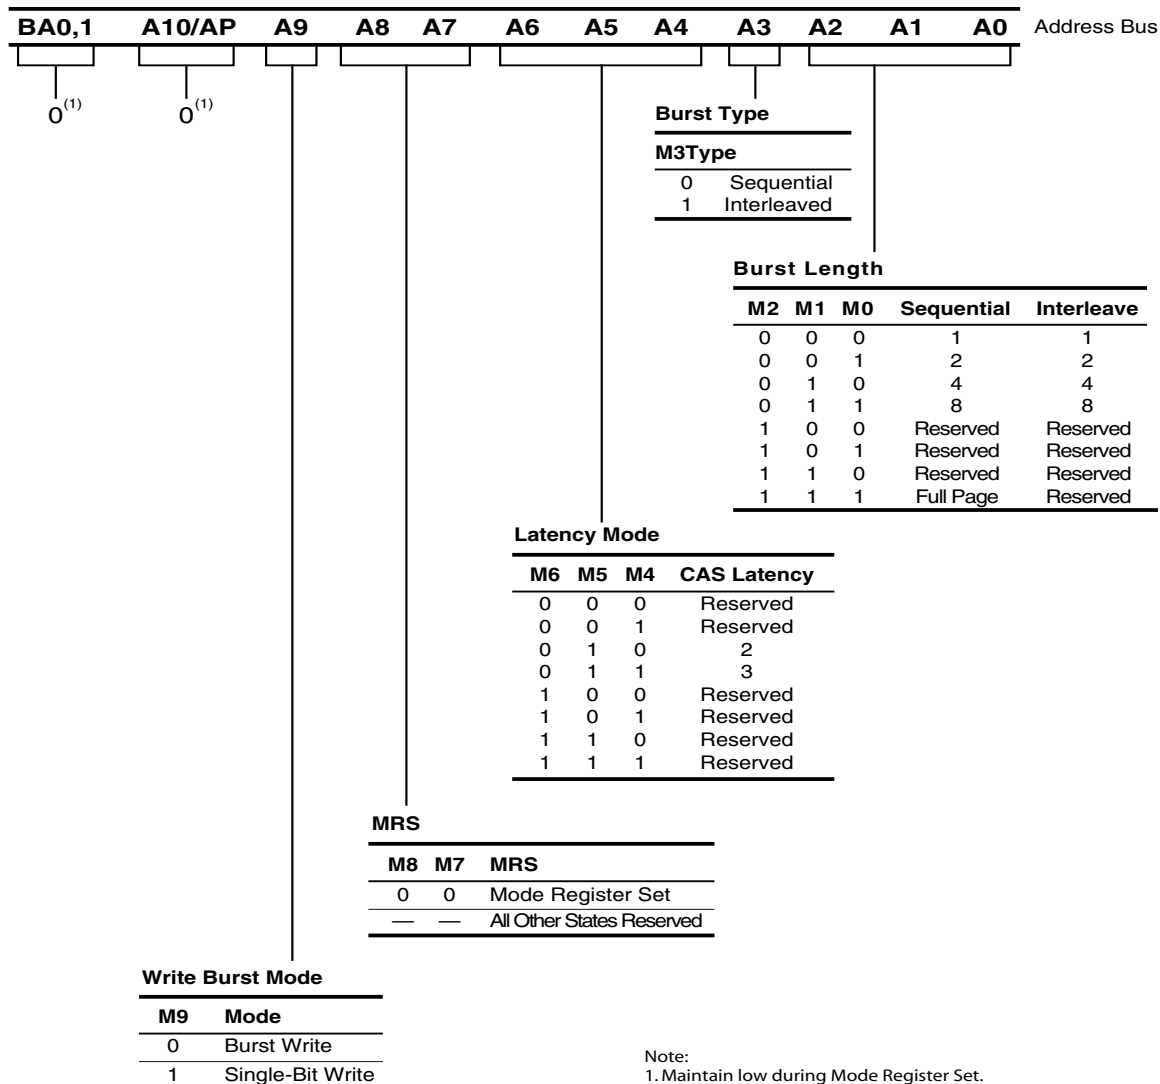 BA0,1 A10/AP A9 A8 A7 A6 A5 A4 A3 A2 A1 A0 Address Bus
0(1) 0(1)
Burst Type
M3Type
0 Sequential
1 Interleaved
Burst Length
M2 M1 M0 Sequential Interleave
0 0 0 1 1
0 0 1 2 2
0 1 0 4 4
0 1 1 8 8
1 0 0 Reserved Reserved
1 0 1 Reserved Reserved
1 1 0 Reserved Reserved
1 1 1 Full Page Reserved
Latency Mode
M6 M5 M4 CAS Latency
0 0 0 Reserved
0 0 1 Reserved
0 1 0 2
0 1 1 3
1 0 0 Reserved
1 0 1 Reserved
1 1 0 Reserved
1 1 1 Reserved
MRS
M8 M7 MRS
0 0 Mode Register Set
— — All Other States Reserved
Write Burst Mode
M9 Mode
0 Burst Write
1 Single-Bit Write
Note:
1. Maintain low during Mode Register Set.